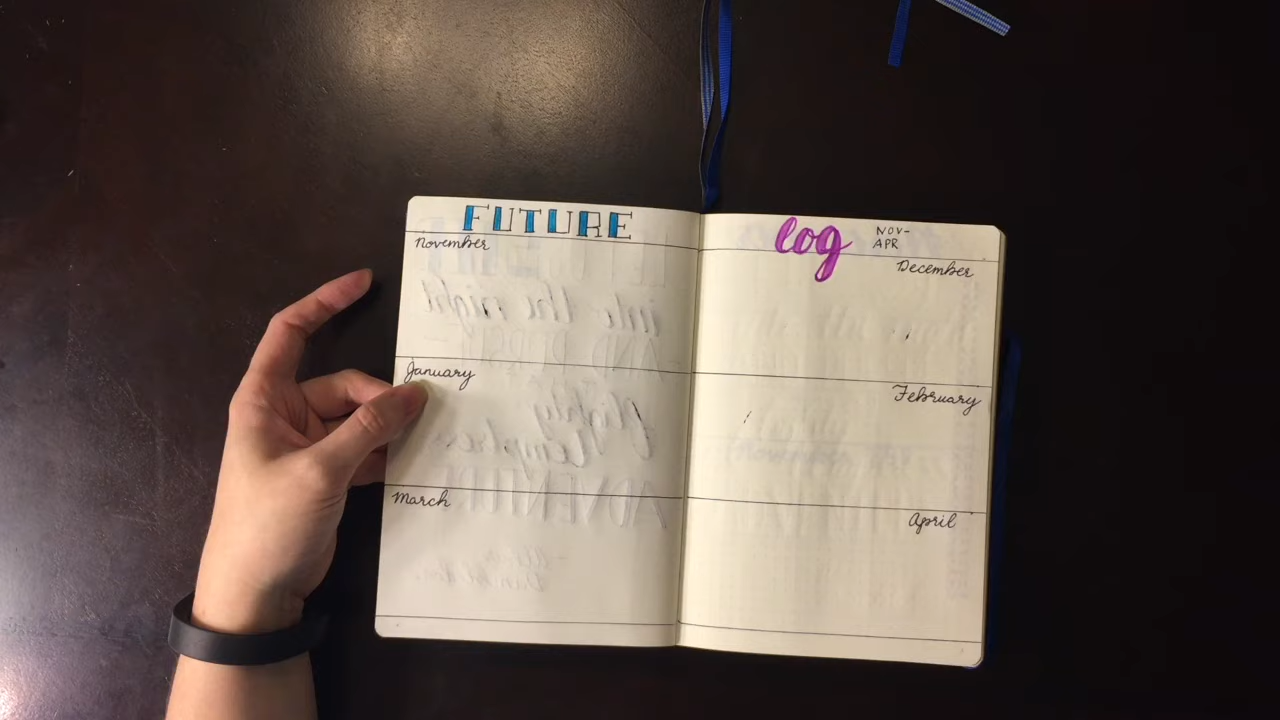 FUTURE
November
January
March
log NOV-
APR
December
February
April